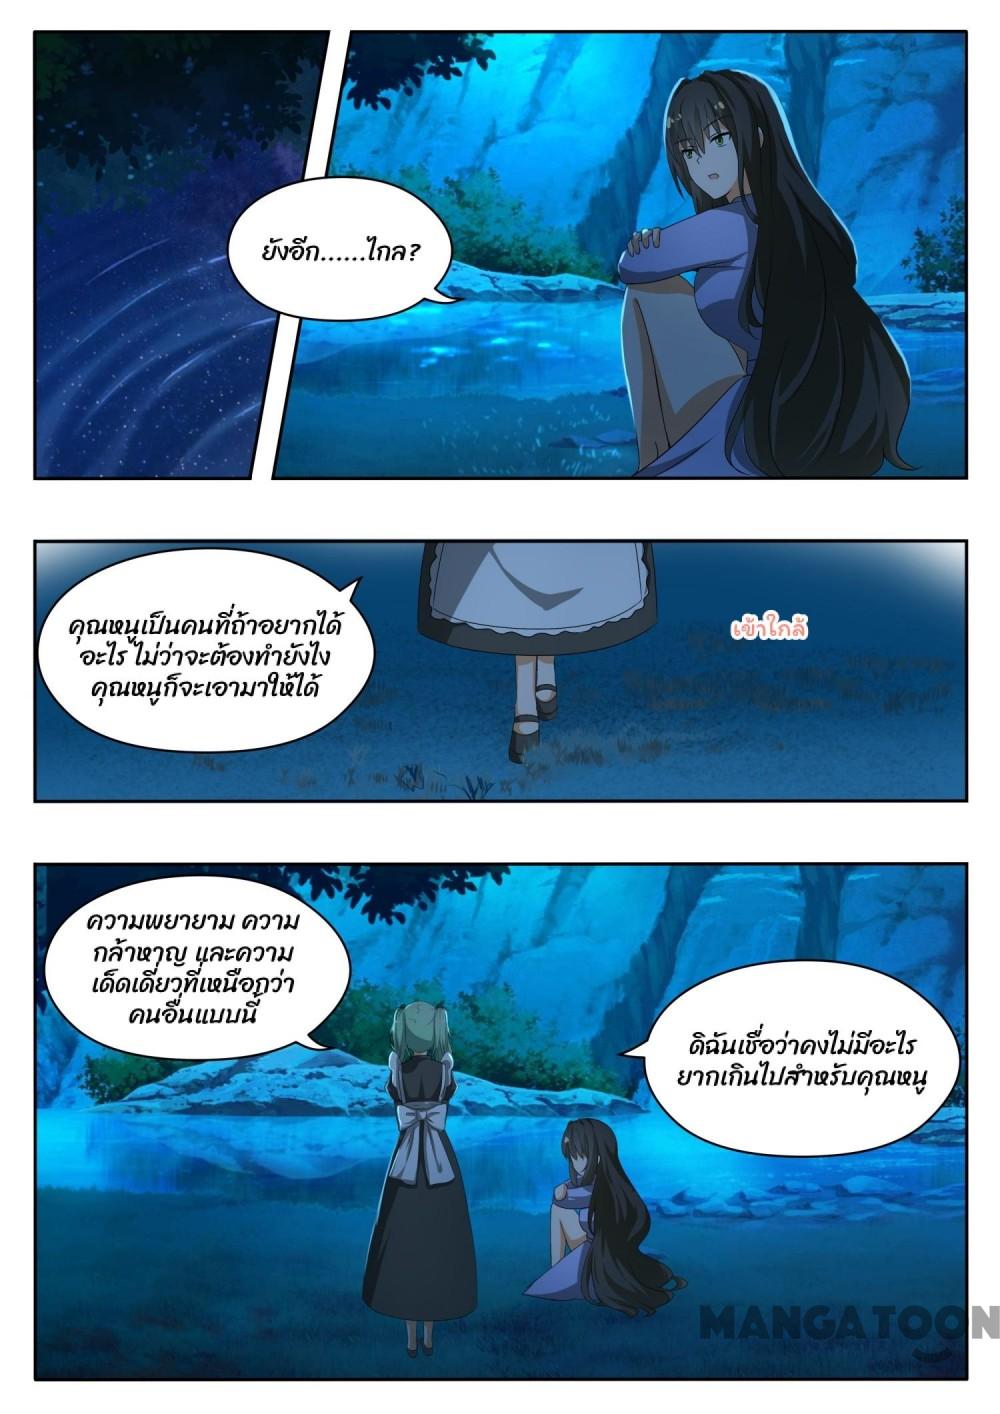 ยังอีก......ไกล?
คุณหนูเป็นคนที่ถ้าอยากได้
อะไร ไม่ว่าจะต้องทำยังไง
คุณหนูก็จะเอามาให้ได้
เข้าใกล้
ความพยายาม ความ
กล้าหาญ และความ
เด็ดเดี่ยวที่เหนือกว่า
คนอื่นแบบนี้
ดิฉันเชื่อว่าคงไม่มีอะไร
ยากเกินไปสำหรับคุณหนู
MANGATOON